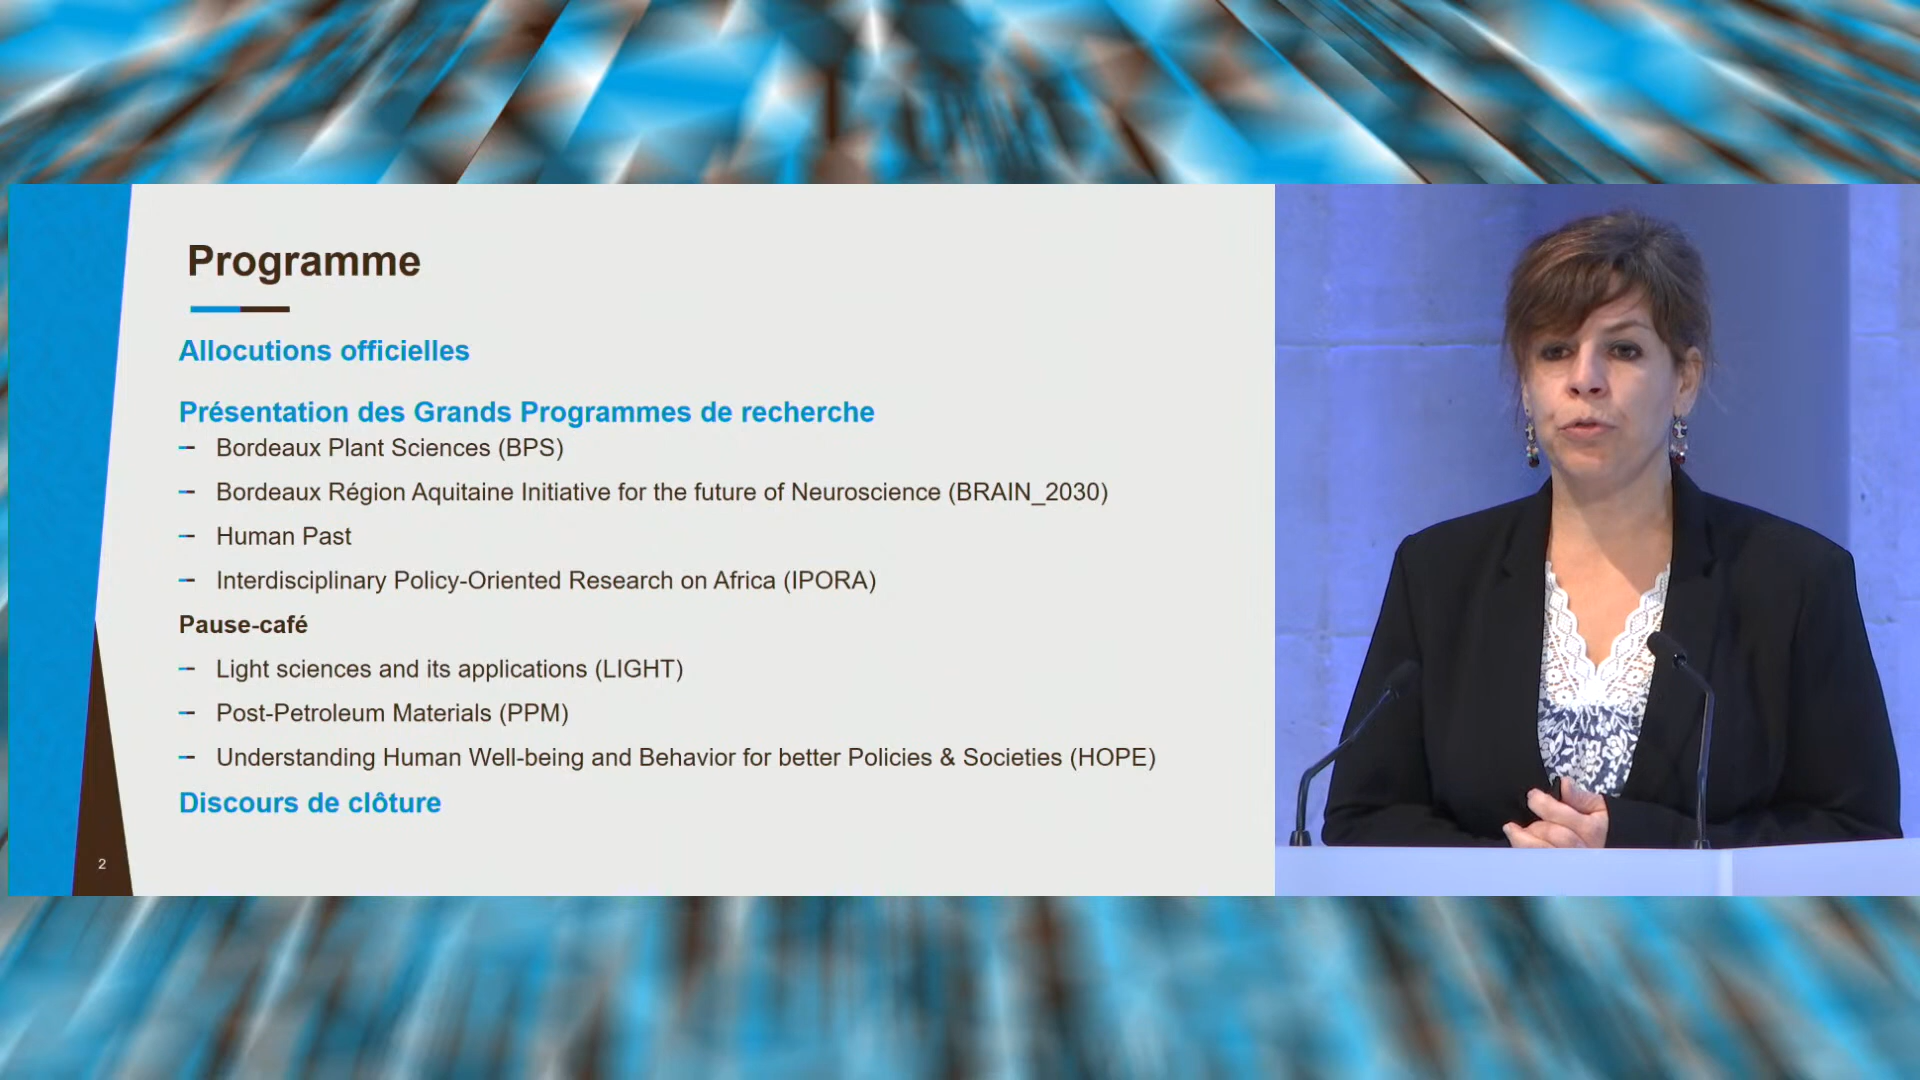 Programme
Allocutions officielles
Présentation des Grands Programmes de recherche
Bordeaux Plant Sciences (BPS)
Bordeaux Région Aquitaine Initiative for the future of Neuroscience (BRAIN_2030)
Human Past
Interdisciplinary Policy-Oriented Research on Africa (IPORA)
Pause-café
Light sciences and its applications (LIGHT)
Post-Petroleum Materials (PPM)
Understanding Human Well-being and Behavior for better Policies & Societies (HOPE)
Discours de clôture
2